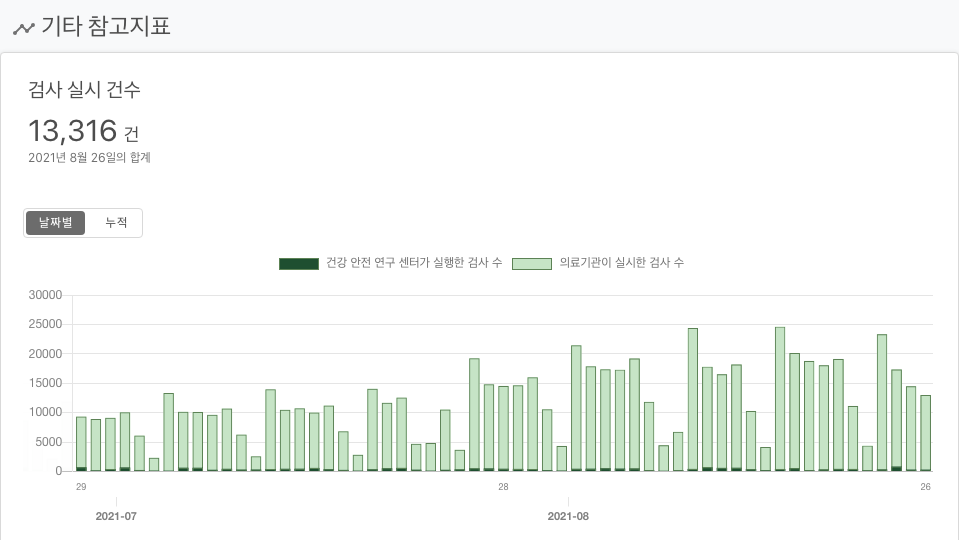 기타 참고지표
검사 실시 건수
13,316 건
2021년 8월 26일의 합계
날짜별 누적
건강 안전 연구 센터가 실행한 검사 수 의료기관이 실시한 검사 수
30000
25000
20000
15000
10000
5000
0
29 28 26
2021-07 2021-08